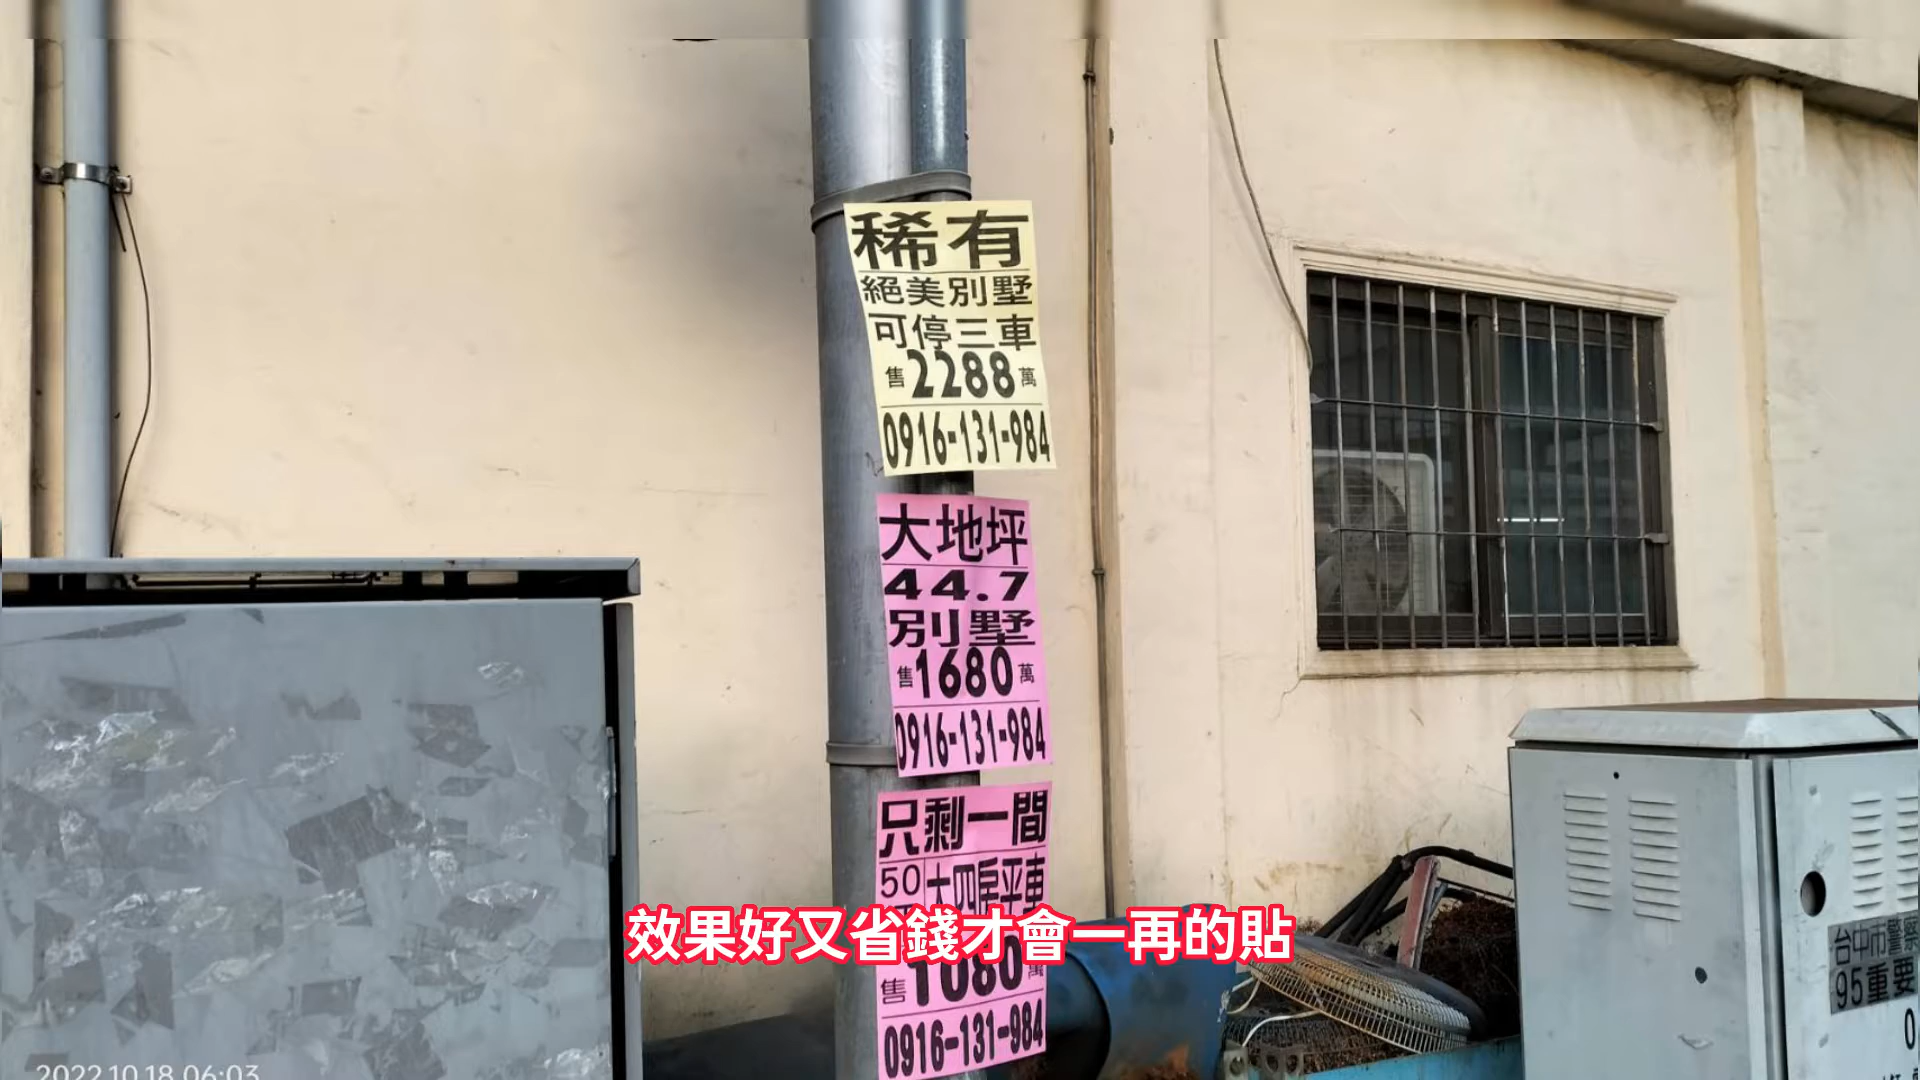 稀有
絕美別墅
可停三車
售2288萬
0916-131-984
大地坪
44.7
別墅
售1680萬
0916-131-984
只剩一間
50 大四房平車
效果好又省錢才會一再的貼
售1080萬
0916-131-984
台中市警察
95重要
0
2022.10.18 06:03